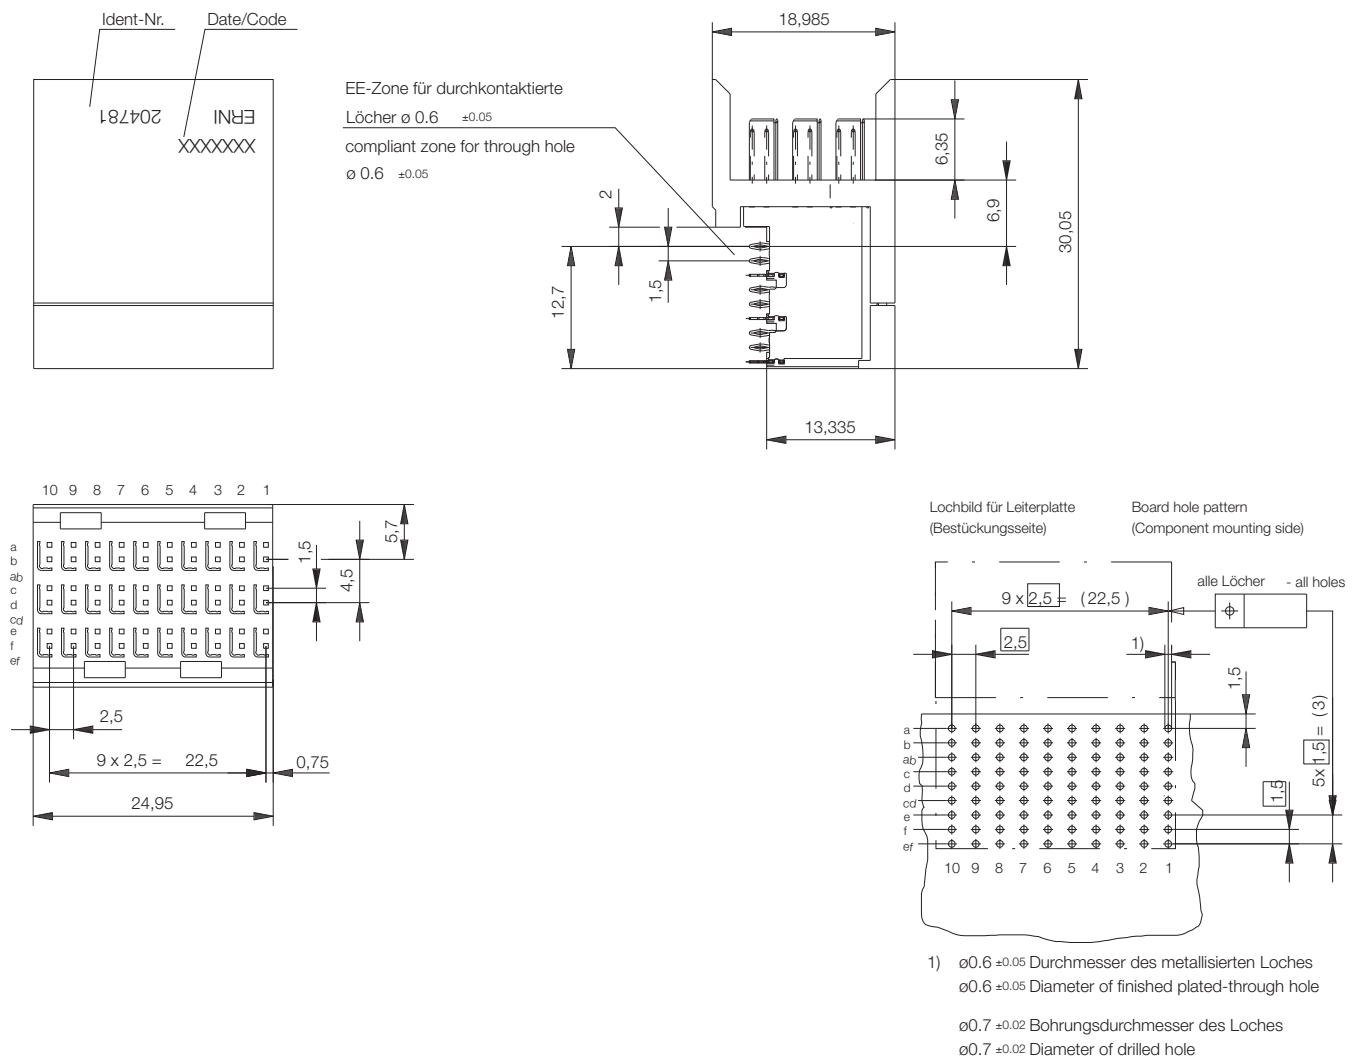 Ident-Nr. Date/Code
204781 ERNI
XXXXXXX
EE-Zone für durchkontaktierte
Löcher ø 0.6 ±0.05
compliant zone for through hole
ø 0.6 ±0.05
18,985
6,35
6,9
30,05
2
1,5
12,7
13,335
10 9 8 7 6 5 4 3 2 1
a
b
ab
c
d
cd
e
f
ef
1,5
5,7
4,5
2,5
9 x 2,5 = 22,5
0,75
24,95
Lochbild für Leiterplatte
(Bestückungsseite)
Board hole pattern
(Component mounting side)
alle Löcher - all holes
9 x 2,5 = (22,5 )
2,5
1)
1,5
5x 1,5 = (3)
1,5
a
b
ab
c
d
cd
e
f
ef
10 9 8 7 6 5 4 3 2 1
1) ø0.6 ±0.05 Durchmesser des metallisierten Loches
ø0.6 ±0.05 Diameter of finished plated-through hole
ø0.7 ±0.02 Bohrungsdurchmesser des Loches
ø0.7 ±0.02 Diameter of drilled hole